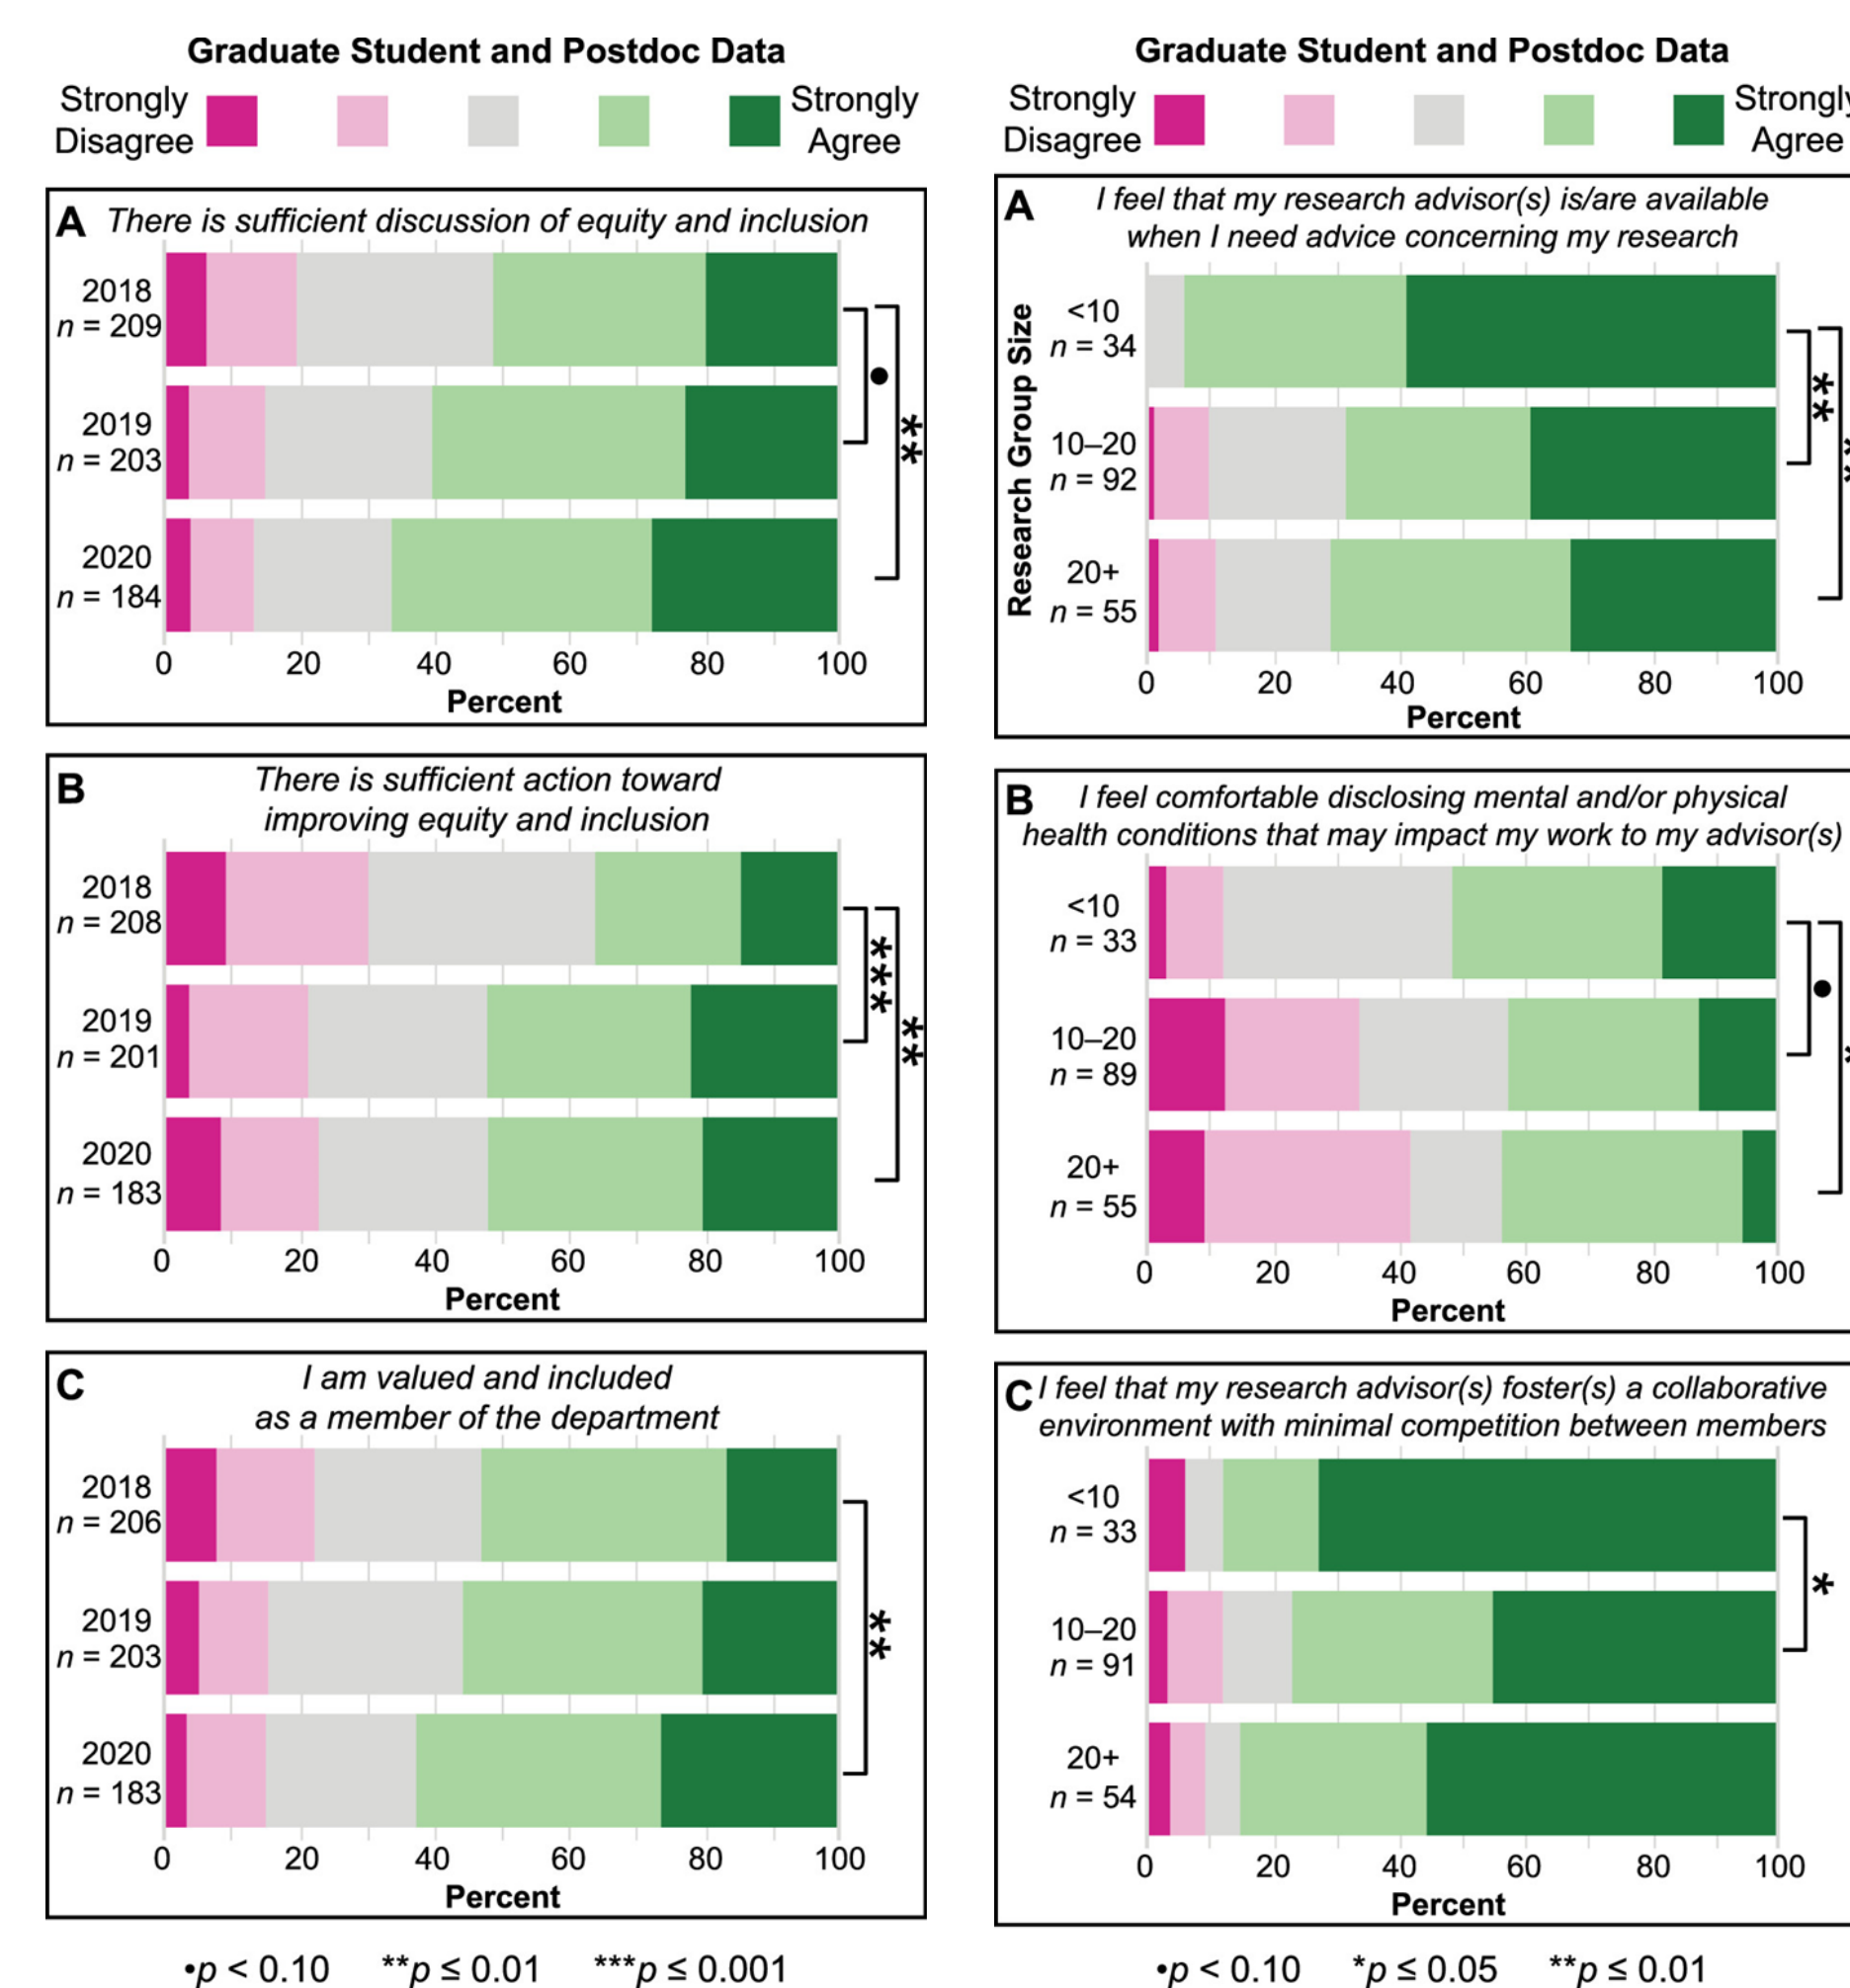 Graduate Student and Postdoc Data
Strongly Disagree
Strongly Agree
A There is sufficient discussion of equity and inclusion
2018
n = 209
2019
n = 203
2020
n = 184
•
**
0 20 40 60 80 100
Percent
B There is sufficient action toward
improving equity and inclusion
2018
n = 208
2019
n = 201
2020
n = 183
***
**
0 20 40 60 80 100
Percent
C I am valued and included
as a member of the department
2018
n = 206
2019
n = 203
2020
n = 183
**
0 20 40 60 80 100
Percent
•p < 0.10 **p ≤ 0.01 ***p ≤ 0.001
Graduate Student and Postdoc Data
Strongly Disagree
Strongly Agree
A I feel that my research advisor(s) is/are available
when I need advice concerning my research
Research Group Size
<10
n = 34
10–20
n = 92
20+
n = 55
**
0 20 40 60 80 100
Percent
B I feel comfortable disclosing mental and/or physical
health conditions that may impact my work to my advisor(s)
<10
n = 33
10–20
n = 89
20+
n = 55
•
0 20 40 60 80 100
Percent
C I feel that my research advisor(s) foster(s) a collaborative
environment with minimal competition between members
<10
n = 33
10–20
n = 91
20+
n = 54
*
0 20 40 60 80 100
Percent
•p < 0.10 *p ≤ 0.05 **p ≤ 0.01